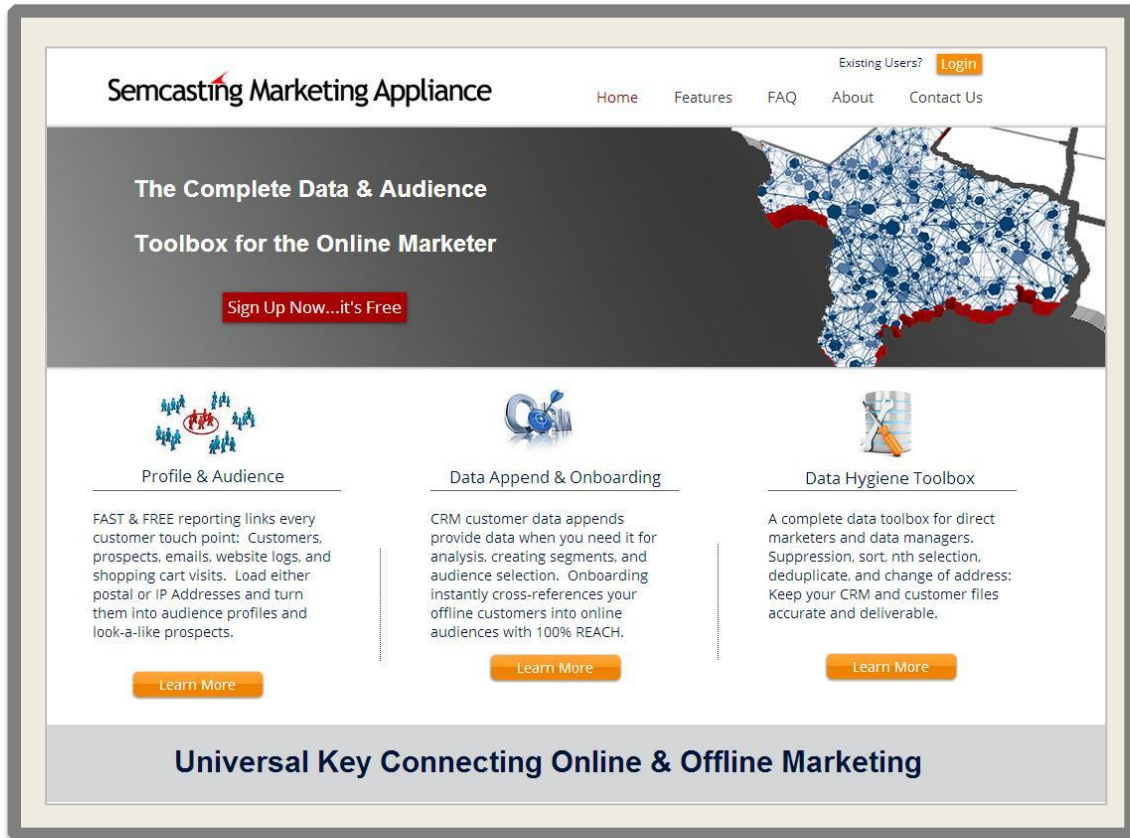 Existing Users? Login
Semcasting Marketing Appliance
Home Features FAQ About Contact Us
The Complete Data & Audience
Toolbox for the Online Marketer
Sign Up Now...it's Free
Profile & Audience
FAST & FREE reporting links every
customer touch point: Customers,
prospects, emails, website logs, and
shopping cart visits. Load either
postal or IP Addresses and turn
them into audience profiles and
look-a-like prospects.
Learn More
Data Append & Onboarding
CRM customer data appends
provide data when you need it for
analysis, creating segments, and
audience selection. Onboarding
instantly cross-references your
offline customers into online
audiences with 100% REACH.
Learn More
Data Hygiene Toolbox
A complete data toolbox for direct
marketers and data managers.
Suppression, sort, nth selection,
deduplicate, and change of address:
Keep your CRM and customer files
accurate and deliverable.
Learn More
Universal Key Connecting Online & Offline Marketing